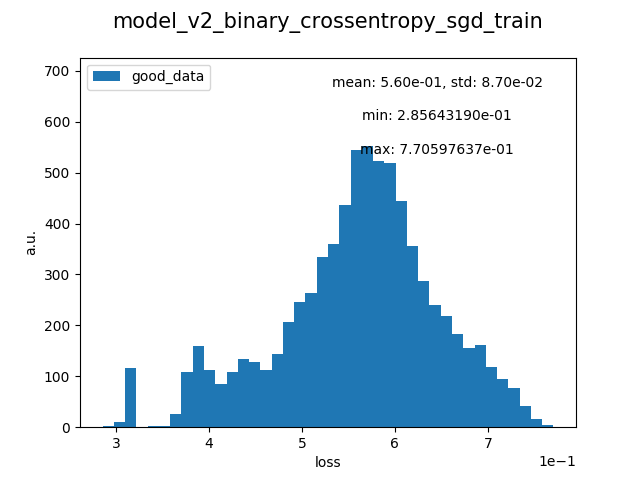 model_v2_binary_crossentropy_sgd_train
good_data
mean: 5.60e-01, std: 8.70e-02
min: 2.85643190e-01
max: 7.70597637e-01
700
600
500
400
300
200
100
0
a.u.
3 4 5 6 7
loss
1e−1